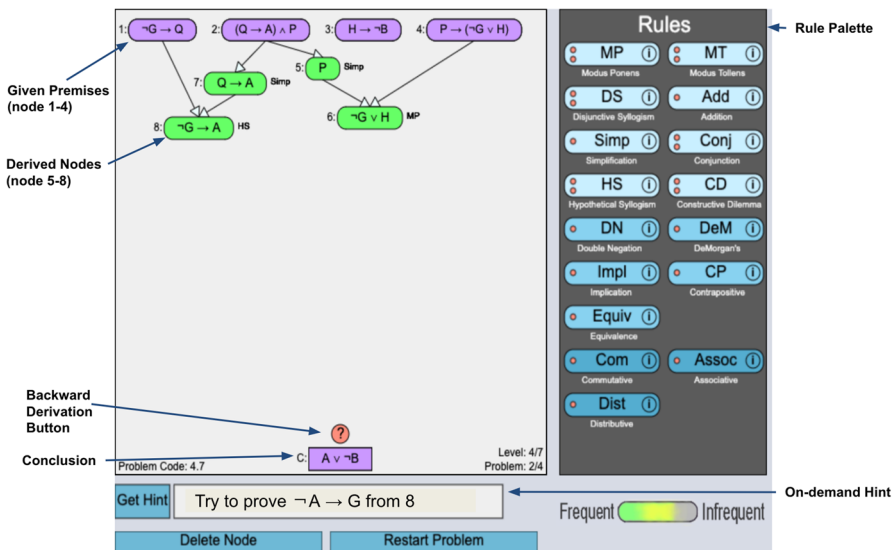 1: ¬G → Q
2: (Q → A) ∧ P
3: H → ¬B
4: P → (¬G ∨ H)
5: P Simp
7: Q → A Simp
6: ¬G ∨ H MP
8: ¬G → A HS
Given Premises
(node 1-4)
Derived Nodes
(node 5-8)
Backward
Derivation
Button
?
Conclusion
C: A ∨ ¬B
Problem Code: 4.7
Level: 4/7
Problem: 2/4
Get Hint
Try to prove ¬ A → G from 8
Delete Node
Restart Problem
Rules
Rule Palette
MP i
Modus Ponens
MT i
Modus Tollens
DS i
Disjunctive Syllogism
Add i
Addition
Simp i
Simplification
Conj i
Conjunction
HS i
Hypothetical Syllogism
CD i
Constructive Dilemma
DN i
Double Negation
DeM i
DeMorgan's
Impl i
Implication
CP i
Contrapositive
Equiv i
Equivalence
Com i
Commutative
Assoc i
Associative
Dist i
Distributive
On-demand Hint
Frequent
Infrequent